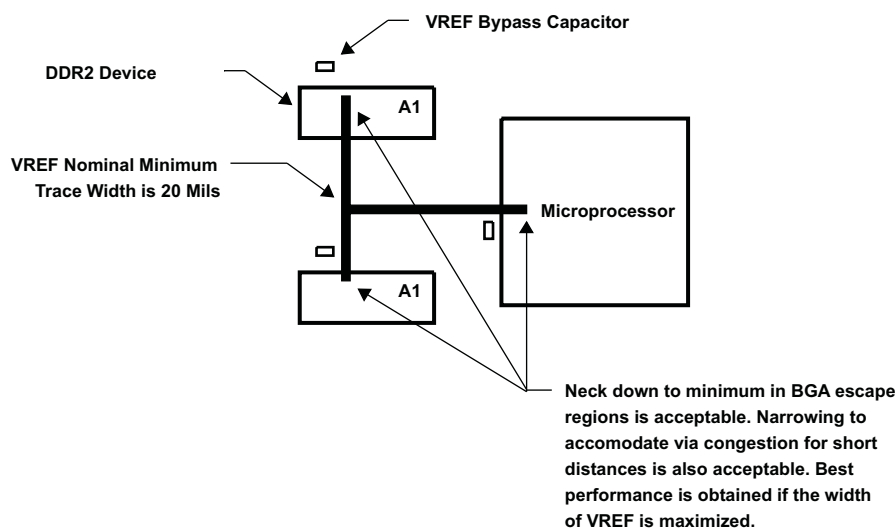 VREF Bypass Capacitor
DDR2 Device
A1
VREF Nominal Minimum
Trace Width is 20 Mils
Microprocessor
A1
Neck down to minimum in BGA escape
regions is acceptable. Narrowing to
accomodate via congestion for short
distances is also acceptable. Best
performance is obtained if the width
of VREF is maximized.